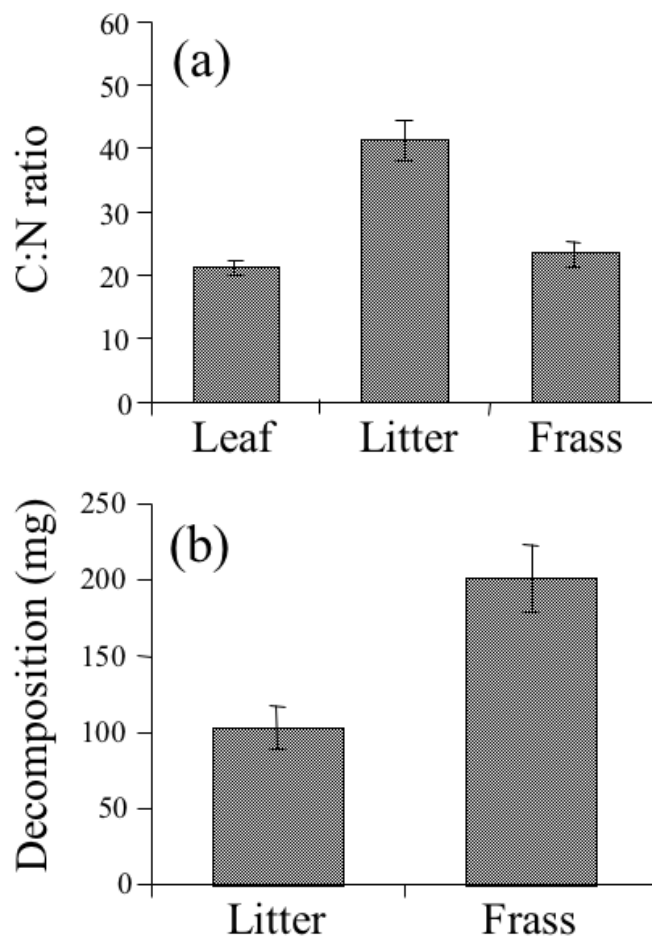 60
(a)
50
40
30
20
10
0
C:N ratio
Leaf Litter Frass
250
(b)
200
150
100
50
0
Decomposition (mg)
Litter Frass